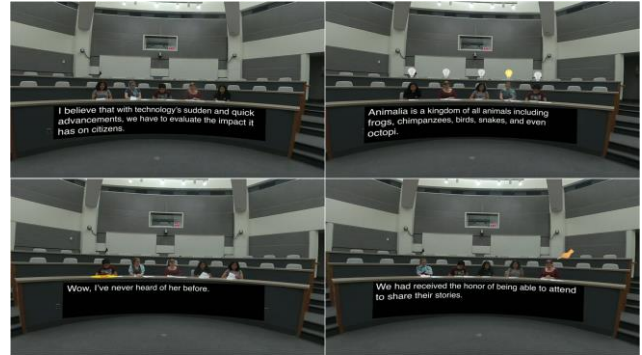 I believe that with technology's sudden and quick
advancements, we have to evaluate the impact it
has on citizens.
Animalia is a kingdom of all animals including
frogs, chimpanzees, birds, snakes, and even
octopi.
Wow, I've never heard of her before.
We had received the honor of being able to attend
to share their stories.